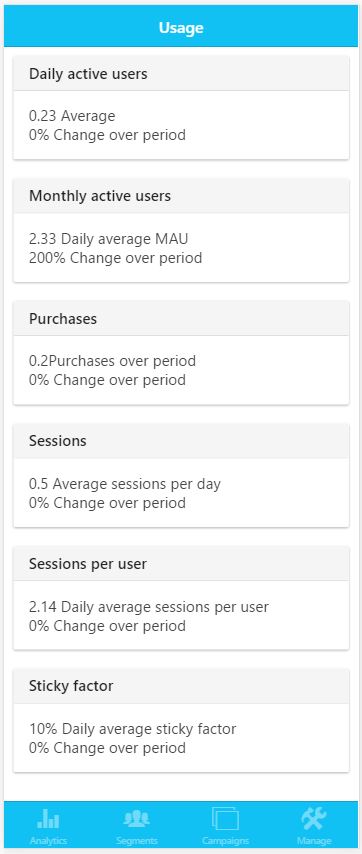 Usage
Daily active users
0.23 Average
0% Change over period
Monthly active users
2.33 Daily average MAU
200% Change over period
Purchases
0.2Purchases over period
0% Change over period
Sessions
0.5 Average sessions per day
0% Change over period
Sessions per user
2.14 Daily average sessions per user
0% Change over period
Sticky factor
10% Daily average sticky factor
0% Change over period
Analytics Segments Campaigns Manage